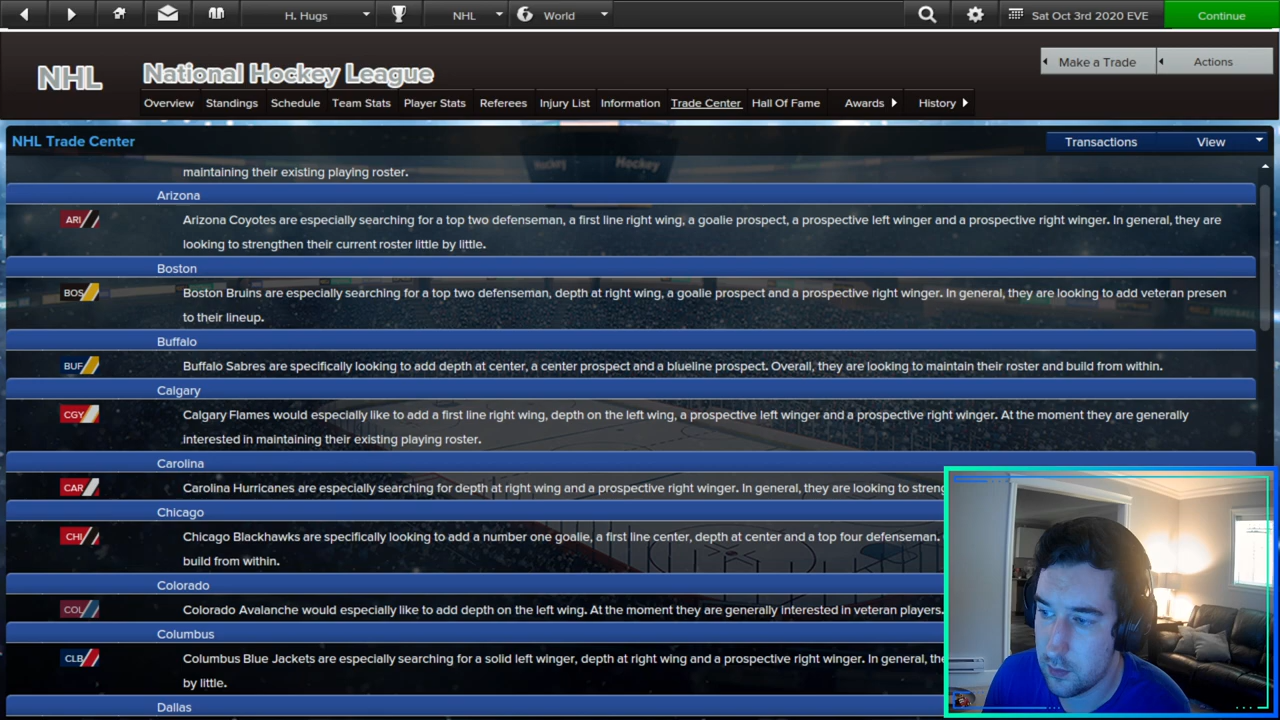 H. Hugs NHL World Sat Oct 3rd 2020 EVE Continue
NHL National Hockey League Make a Trade Actions
Overview Standings Schedule Team Stats Player Stats Referees Injury List Information Trade Center Hall Of Fame Awards History
NHL Trade Center Transactions View
maintaining their existing playing roster.
Arizona
ARI Arizona Coyotes are especially searching for a top two defenseman, a first line right wing, a goalie prospect, a prospective left winger and a prospective right winger. In general, they are
looking to strengthen their current roster little by little.
Boston
BOS Boston Bruins are especially searching for a top two defenseman, depth at right wing, a goalie prospect and a prospective right winger. In general, they are looking to add veteran presen
to their lineup.
Buffalo
BUF Buffalo Sabres are specifically looking to add depth at center, a center prospect and a blueline prospect. Overall, they are looking to maintain their roster and build from within.
Calgary
CGY Calgary Flames would especially like to add a first line right wing, depth on the left wing, a prospective left winger and a prospective right winger. At the moment they are generally
interested in maintaining their existing playing roster.
Carolina
CAR Carolina Hurricanes are especially searching for depth at right wing and a prospective right winger. In general, they are looking to streng
Chicago
CHI Chicago Blackhawks are specifically looking to add a number one goalie, a first line center, depth at center and a top four defenseman.
build from within.
Colorado
COL Colorado Avalanche would especially like to add depth on the left wing. At the moment they are generally interested in veteran players.
Columbus
CLB Columbus Blue Jackets are especially searching for a solid left winger, depth at right wing and a prospective right winger. In general, the
by little.
Dallas